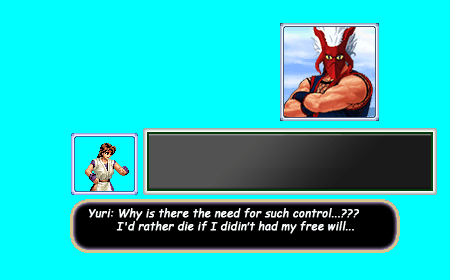 Yuri: Why is there the need for such control...???
I'd rather die if I didin't had my free will...